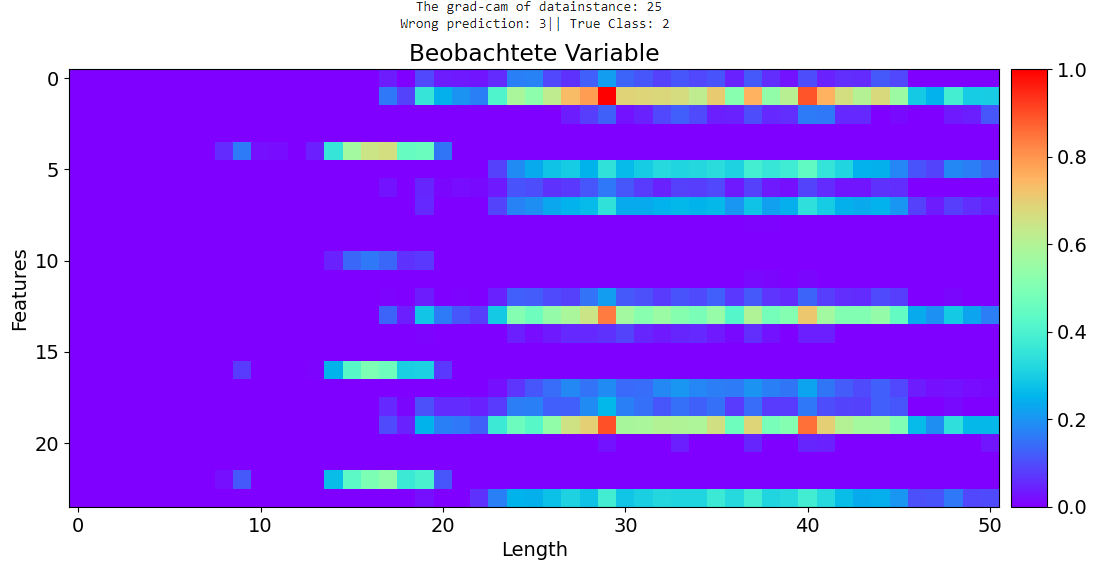 The grad-cam of datainstance: 25
Wrong prediction: 3|| True Class: 2
Beobachtete Variable
Features
0
5
10
15
20
0 10 20 30 40 50
Length
1.0
0.8
0.6
0.4
0.2
0.0